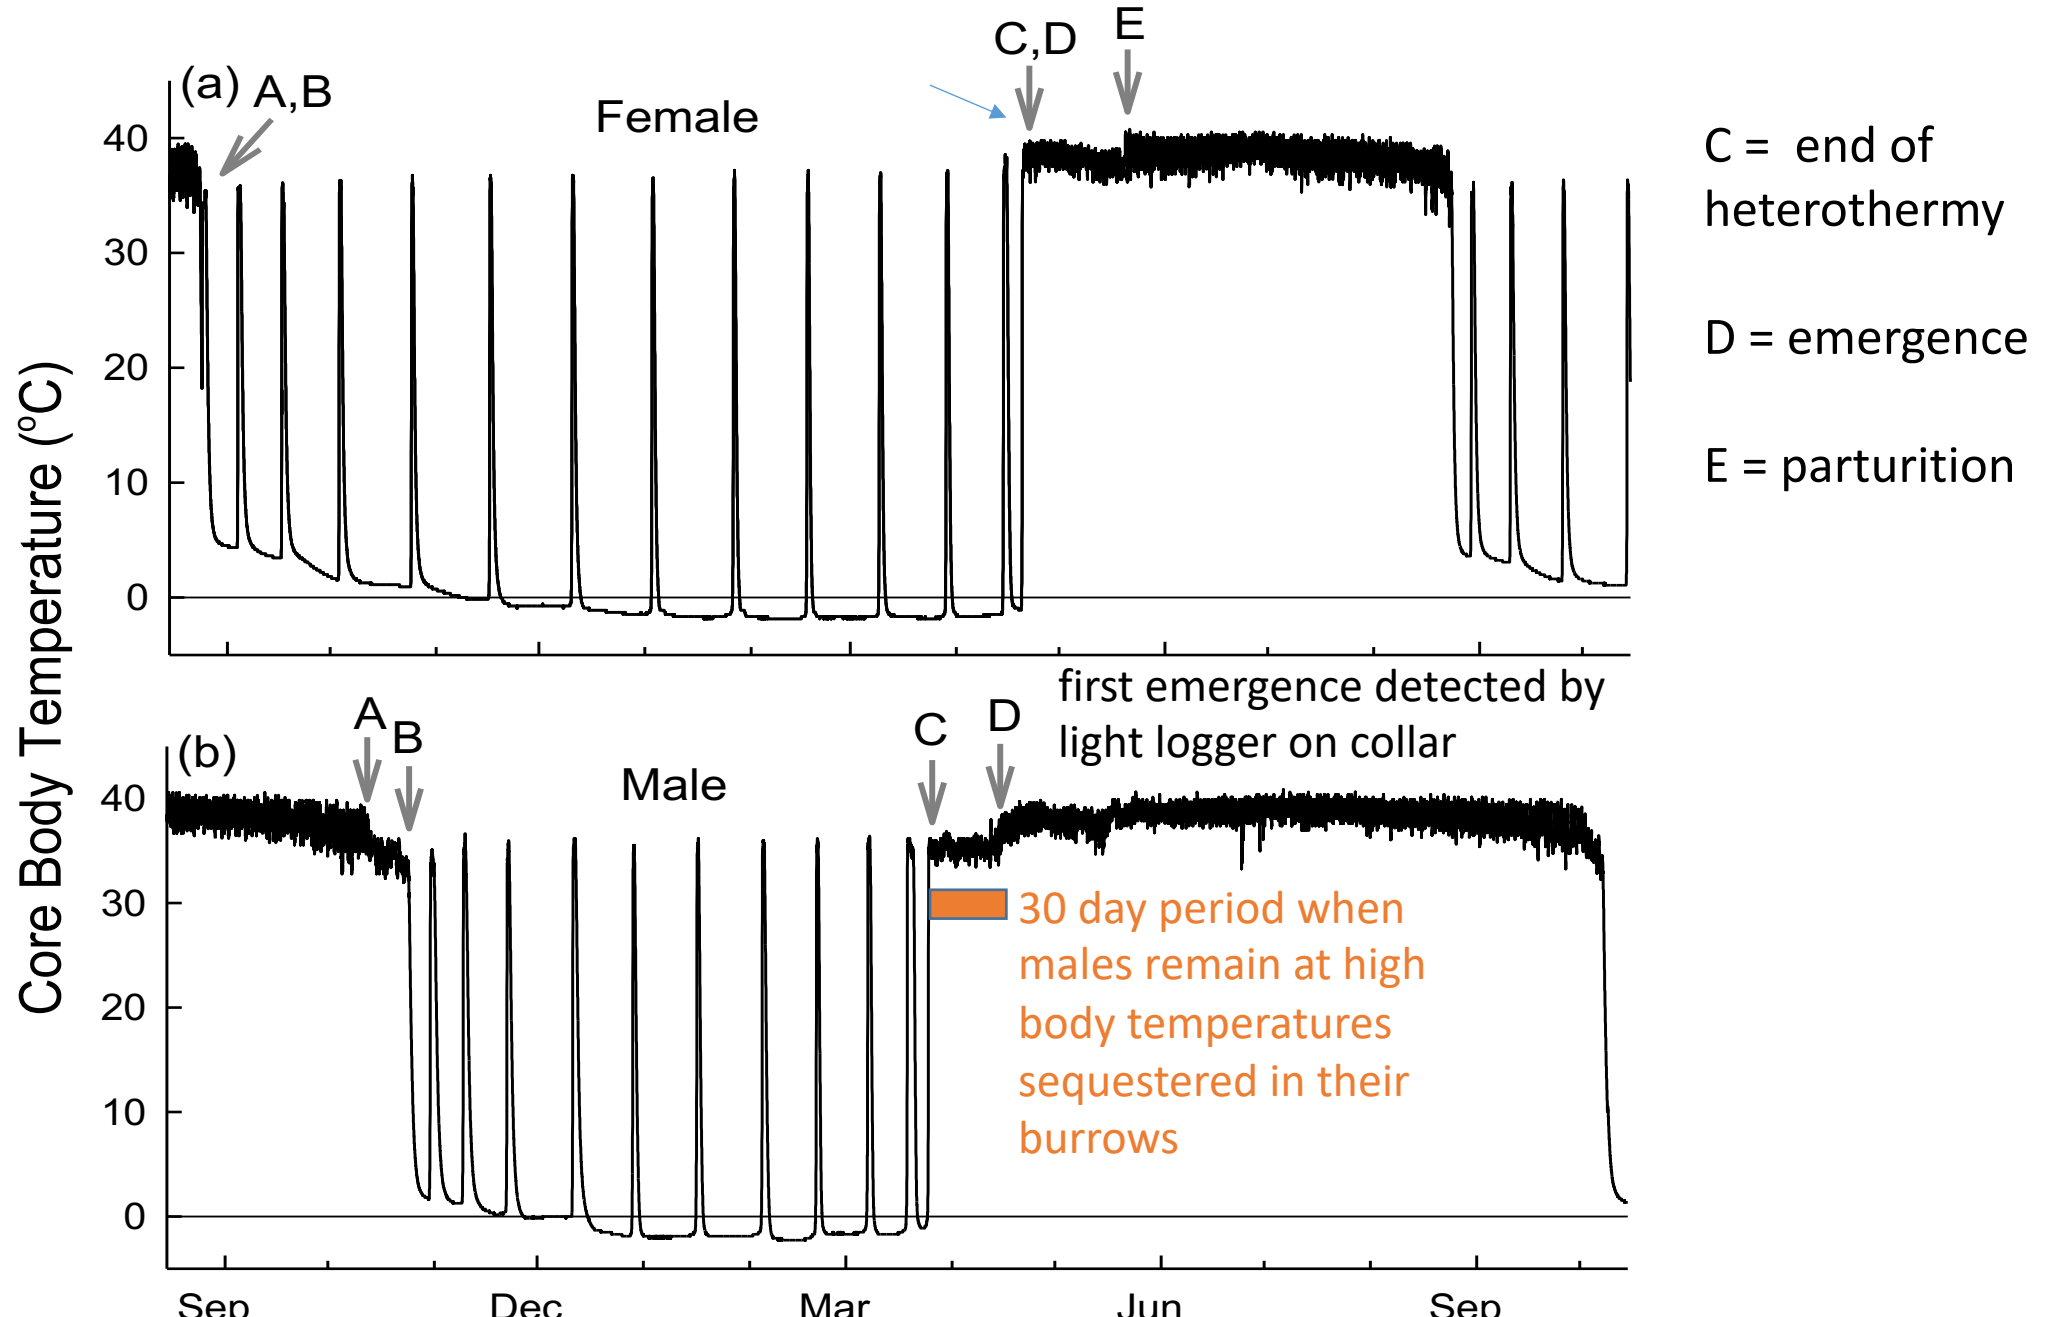 C,D
E
(a)
A,B
Female
40
30
20
10
0
C = end of
heterothermy
D = emergence
E = parturition
Core Body Temperature (ºC)
first emergence detected by
light logger on collar
A
B
C
D
(b)
Male
40
30
20
10
0
30 day period when
males remain at high
body temperatures
sequestered in their
burrows
Sep
Dec
Mar
Jun
Sep